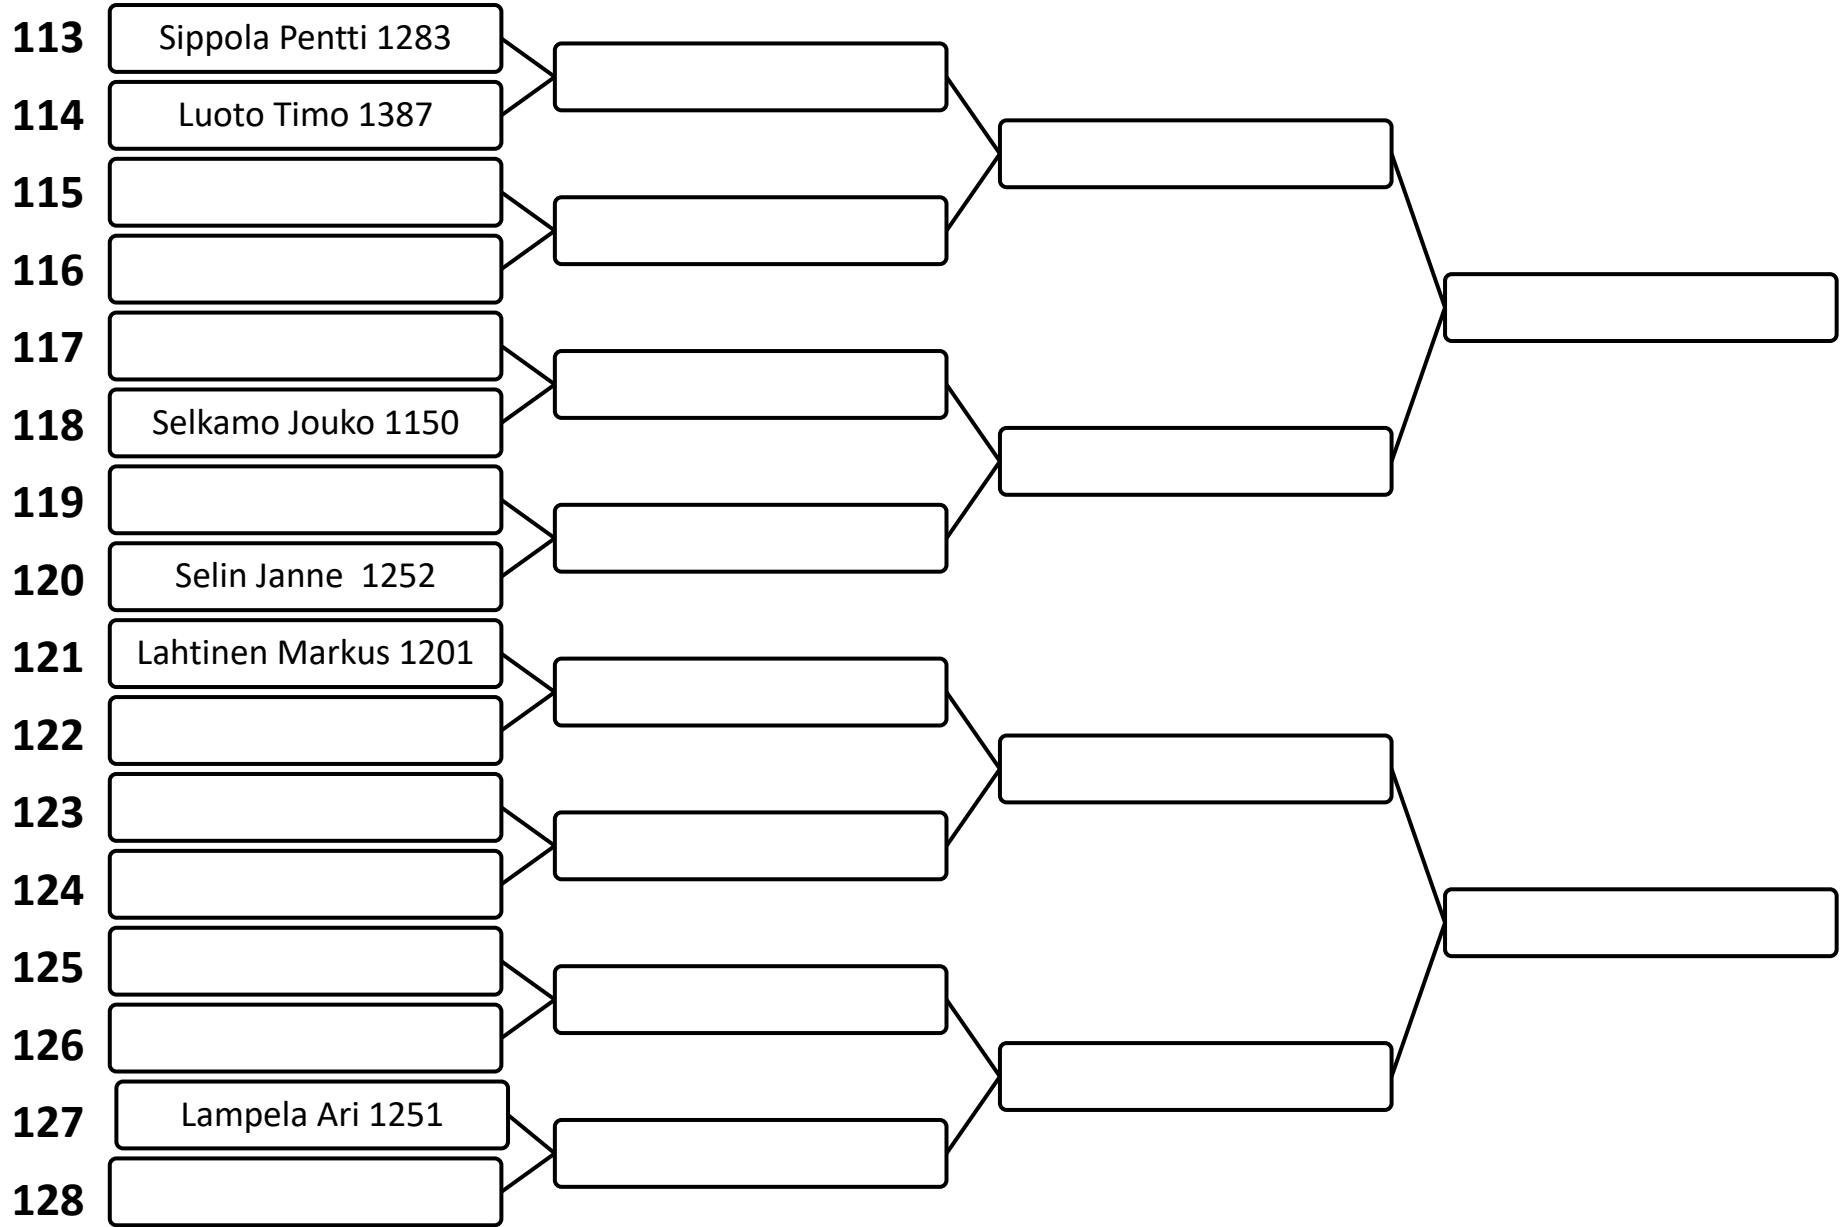 113 Sippola Pentti 1283
114 Luoto Timo 1387
115
116
117
118 Selkamo Jouko 1150
119
120 Selin Janne  1252
121 Lahtinen Markus 1201
122
123
124
125
126
127 Lampela Ari 1251
128